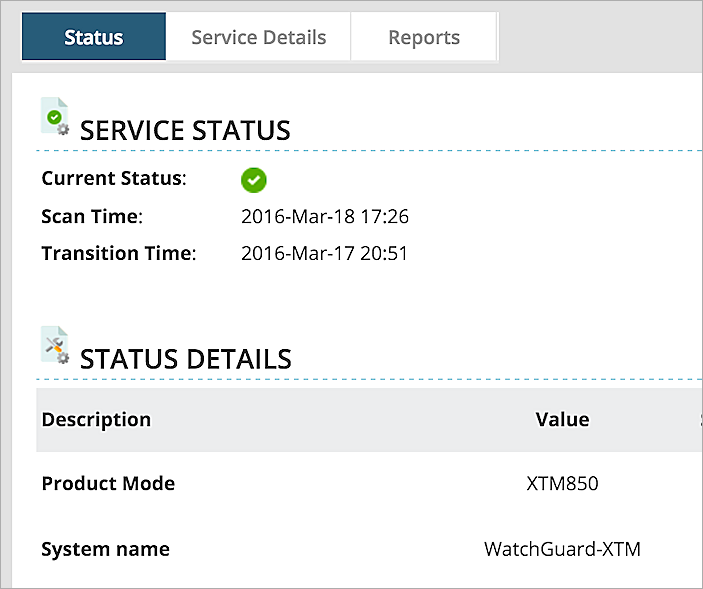 Status Service Details Reports
SERVICE STATUS
Current Status:
Scan Time: 2016-Mar-18 17:26
Transition Time: 2016-Mar-17 20:51
STATUS DETAILS
Description Value
Product Mode XTM850
System name WatchGuard-XTM